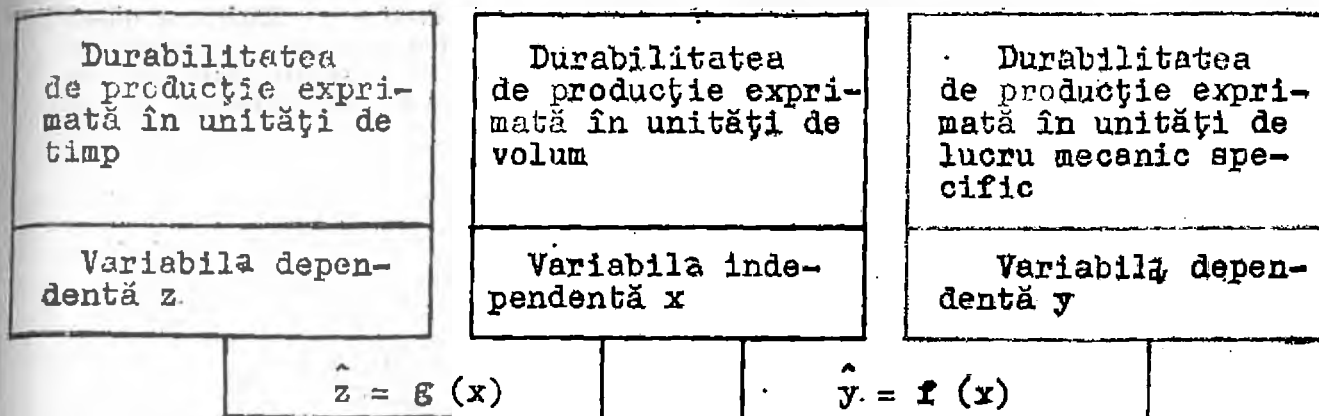 Durabilitatea
de producţie expri-
mată în unităţi de
timp
Variabila depen-
dentă z
Durabilitatea
de producţie expri-
mată în unităţi de
volum
Variabila inde-
pendentă x
Durabilitatea
de producţie expri-
mată în unităţi de
lucru mecanic spe-
cific
Variabila depen-
dentă y
ẑ = g (x)
ŷ = f (x)